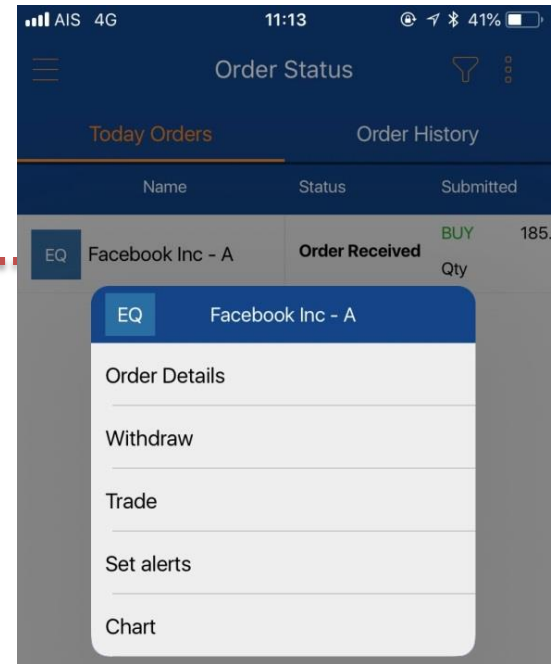 AIS 4G 11:13 41%
Order Status
Today Orders Order History
Name Status Submitted
EQ Facebook Inc - A Order Received BUY 185.
Qty
EQ Facebook Inc - A
Order Details
Withdraw
Trade
Set alerts
Chart